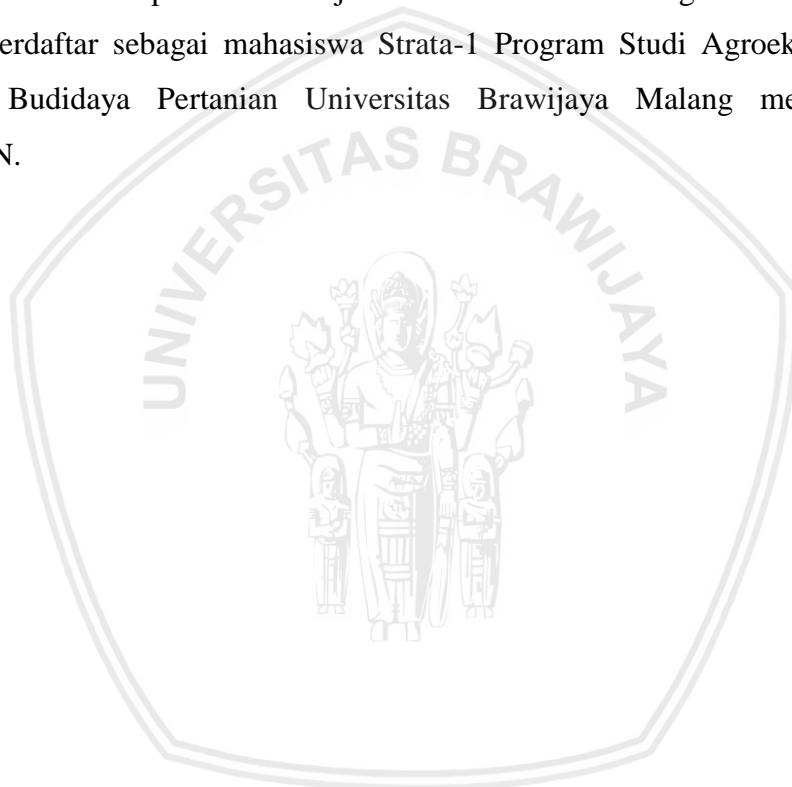 erdaftar sebagai mahasiswa Strata-1 Program Studi Agroek
Budidaya Pertanian Universitas Brawijaya Malang me
N.
UNIVERSITAS BRAWIJAYA